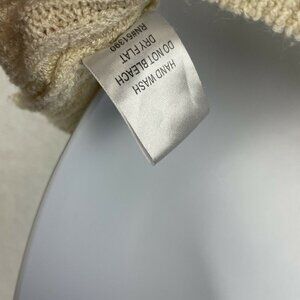 HAND WASH
DO NOT BLEACH
DRY FLAT
RN#61990